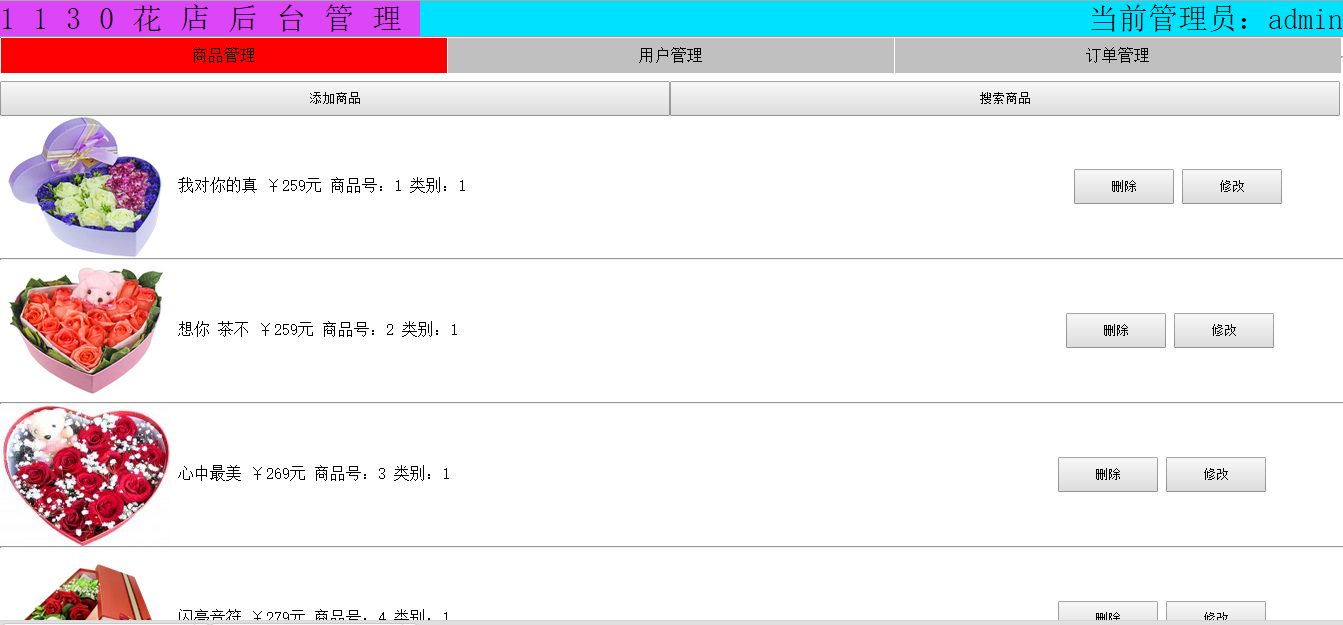 1 1 3 0 花 店 后 台 管 理 当前管理员：admin
商品管理 用户管理 订单管理
添加商品 搜索商品
我对你的真 ￥259元 商品号：1 类别：1 删除 修改
想你 茶不 ￥259元 商品号：2 类别：1 删除 修改
心中最美 ￥269元 商品号：3 类别：1 删除 修改
闪亮音符 ￥279元 商品号：4 类别：1 删除 修改